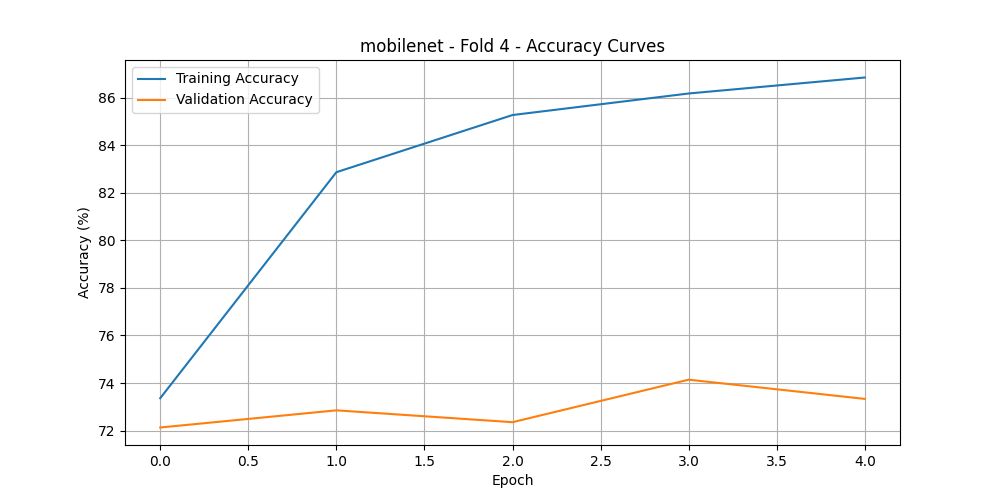 mobilenet - Fold 4 - Accuracy Curves
Training Accuracy
Validation Accuracy
Accuracy (%)
86
84
82
80
78
76
74
72
0.0 0.5 1.0 1.5 2.0 2.5 3.0 3.5 4.0
Epoch